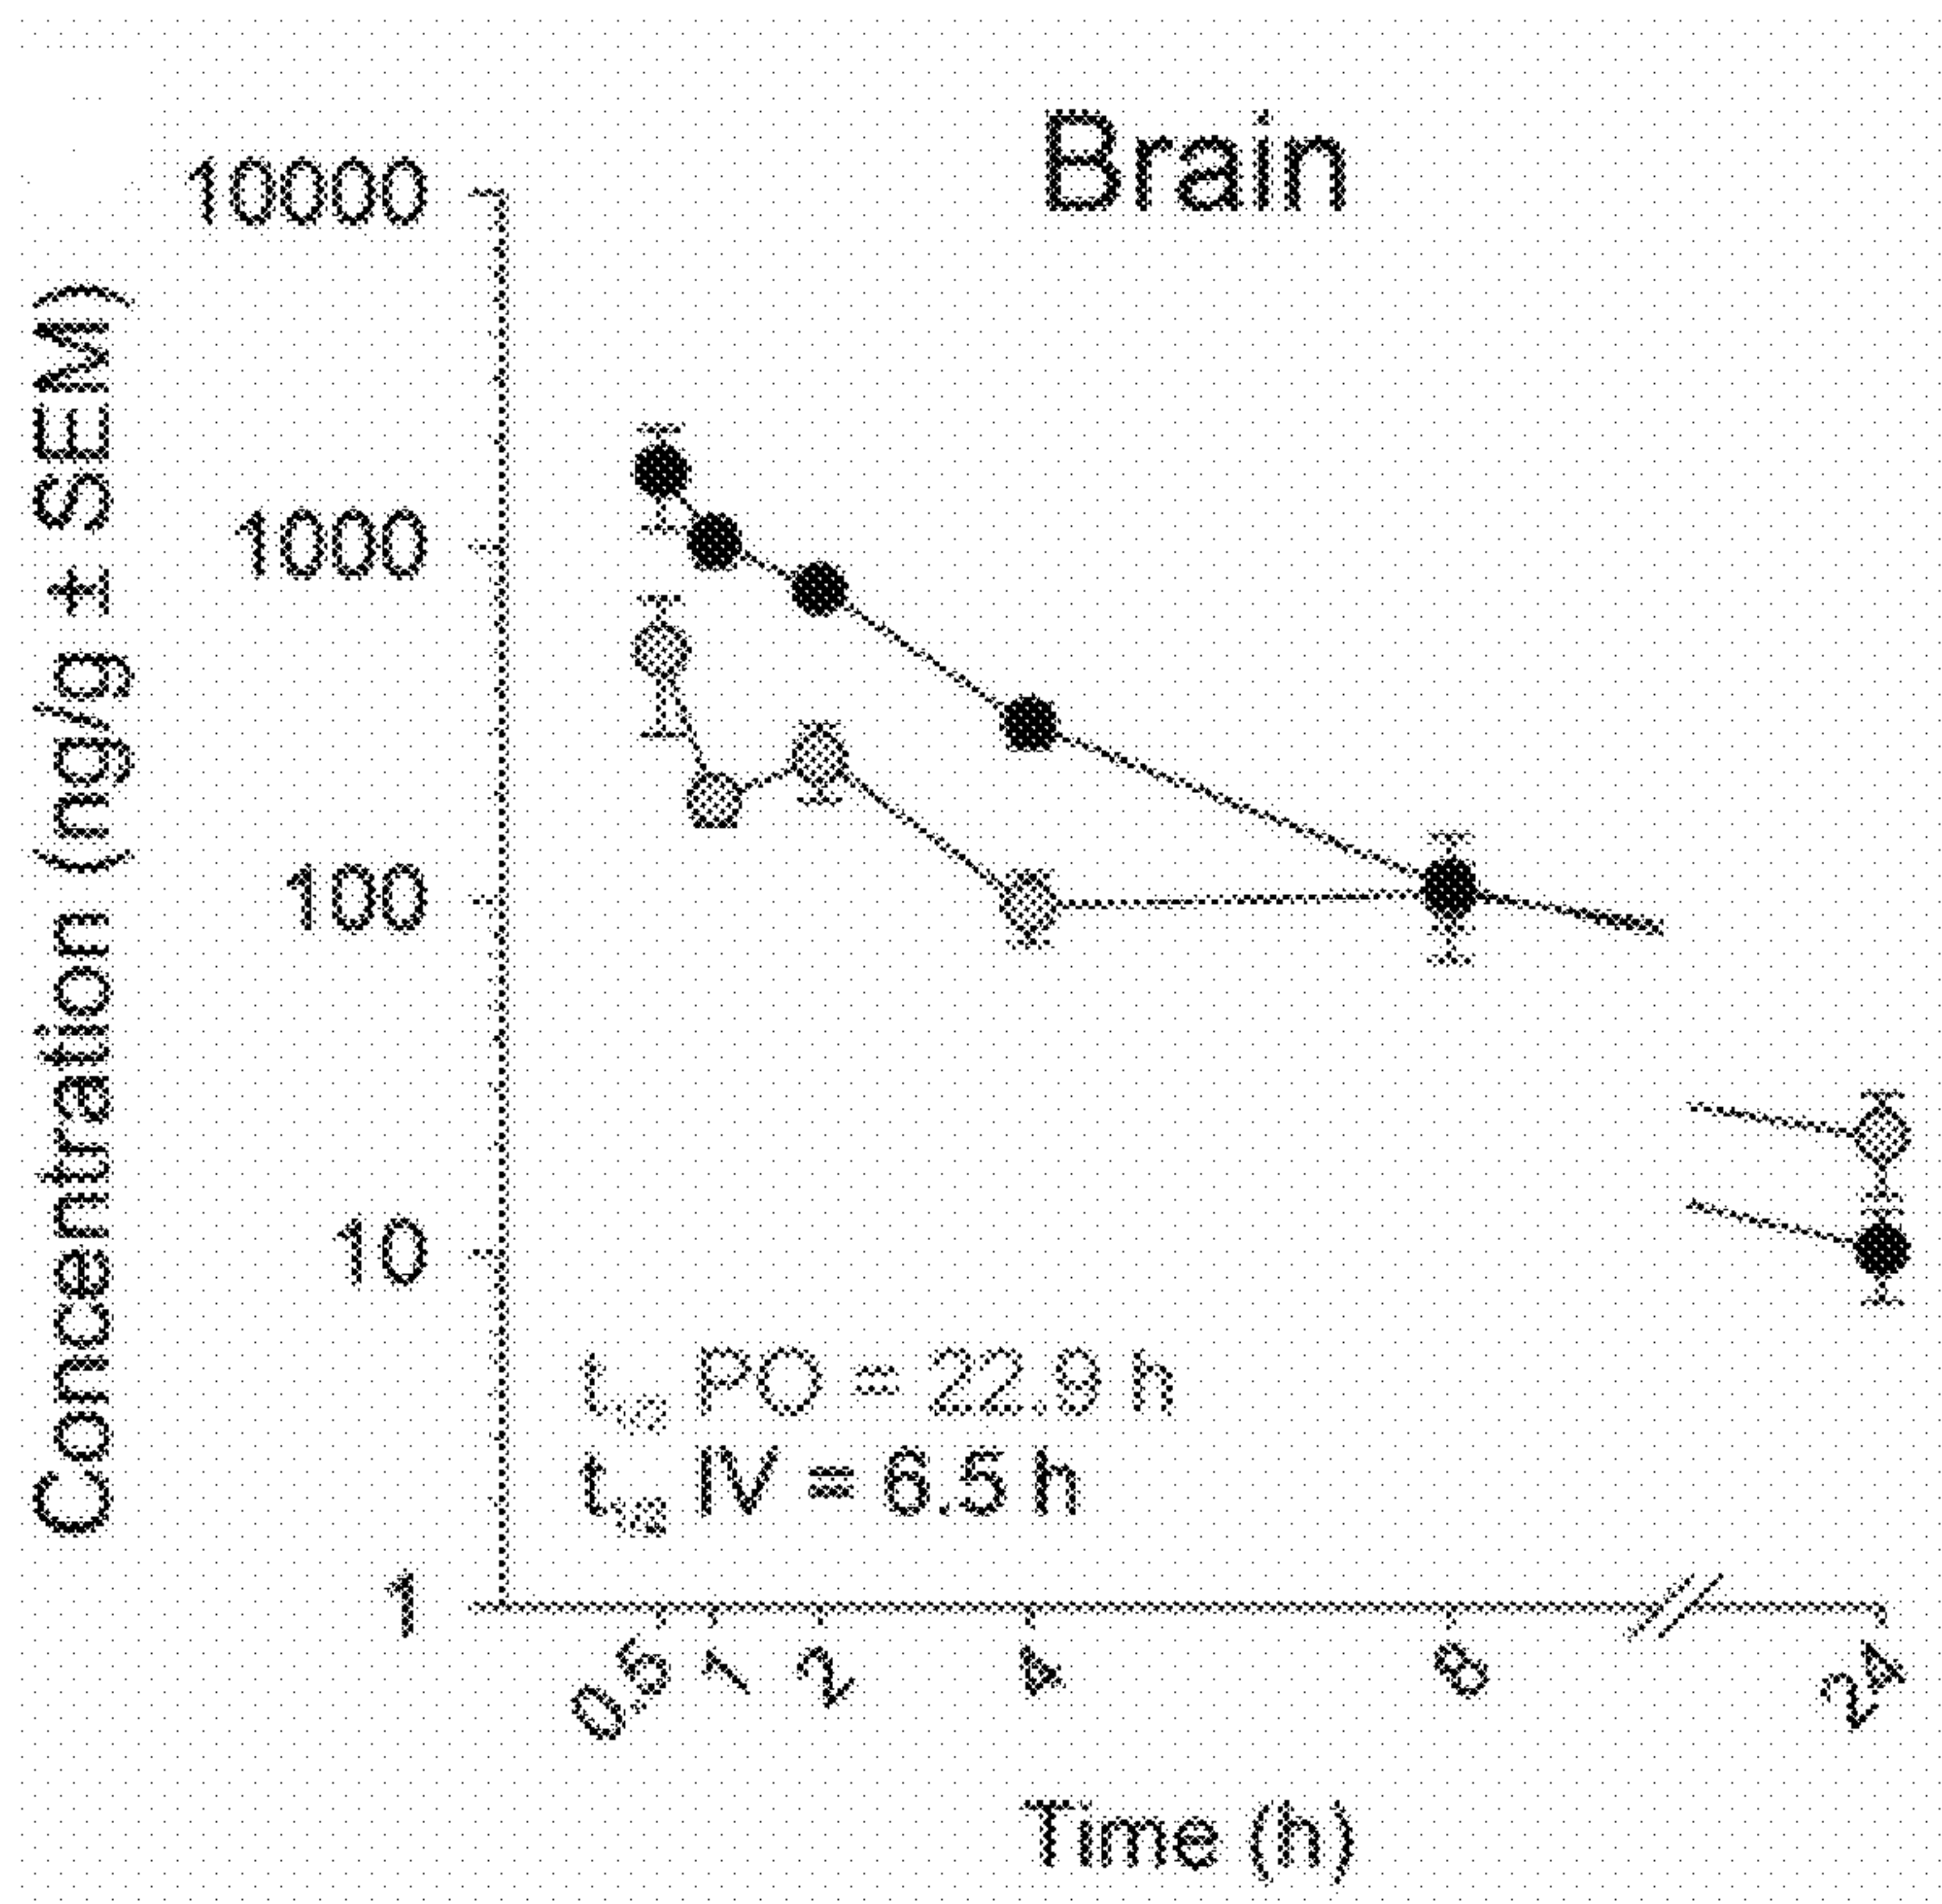 Brain
Concentration (ng/g ± SEM)
10000
1000
100
10
1
t1/2 PO = 22.9 h
t1/2 IV = 6.5 h
0.5 1 2 4 8 24
Time (h)